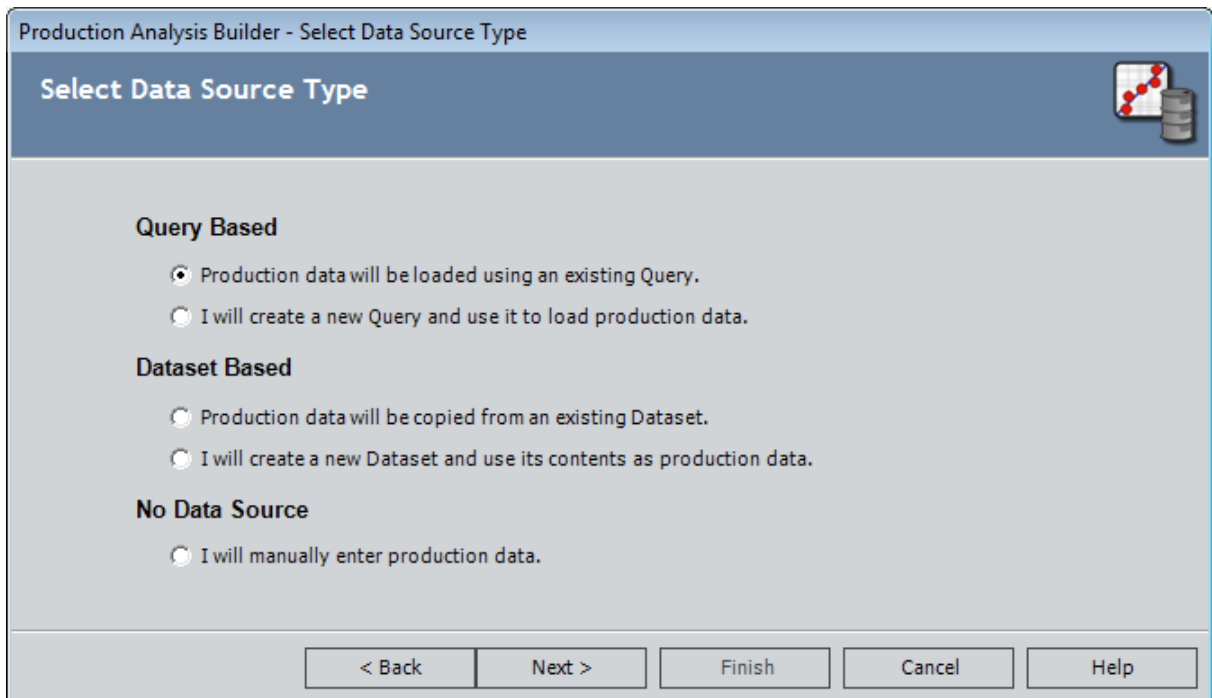 Production Analysis Builder - Select Data Source Type
Select Data Source Type
Query Based
Production data will be loaded using an existing Query.
I will create a new Query and use it to load production data.
Dataset Based
Production data will be copied from an existing Dataset.
I will create a new Dataset and use its contents as production data.
No Data Source
I will manually enter production data.
< Back Next > Finish Cancel Help